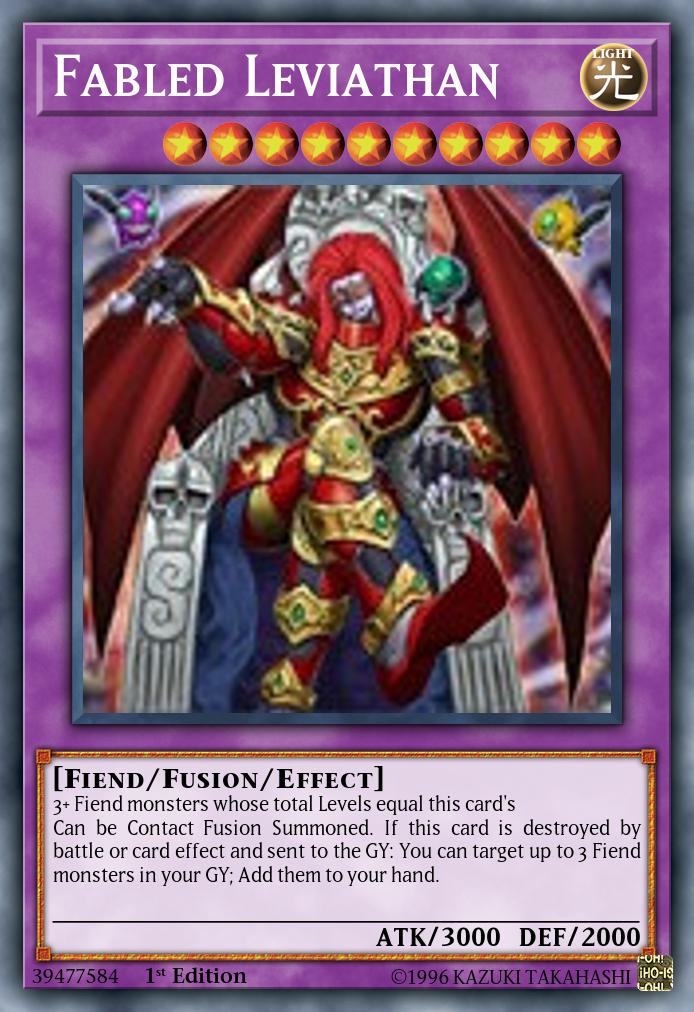 Fabled Leviathan
LIGHT
光
[Fiend/Fusion/Effect]
3+ Fiend monsters whose total Levels equal this card's
Can be Contact Fusion Summoned. If this card is destroyed by
battle or card effect and sent to the GY: You can target up to 3 Fiend
monsters in your GY; Add them to your hand.
ATK/3000 DEF/2000
39477584 1st Edition ©1996 KAZUKI TAKAHASHI